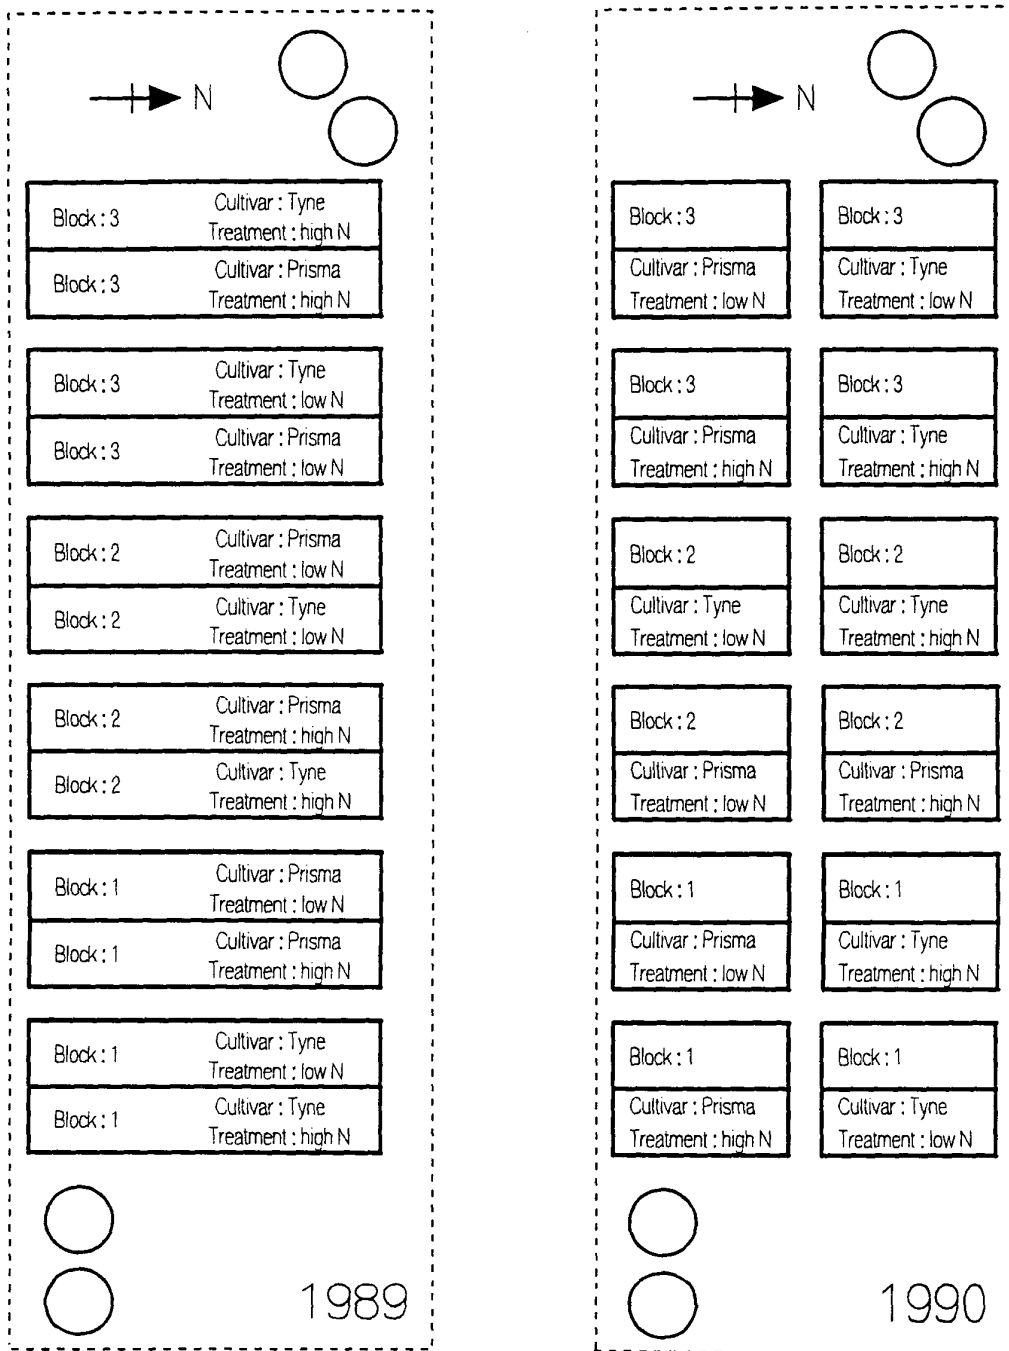 N
Block : 3
Cultivar : Tyne
Treatment : high N
Block : 3
Cultivar : Prisma
Treatment : high N
Block : 3
Cultivar : Tyne
Treatment : low N
Block : 3
Cultivar : Prisma
Treatment : low N
Block : 2
Cultivar : Prisma
Treatment : low N
Block : 2
Cultivar : Tyne
Treatment : low N
Block : 2
Cultivar : Prisma
Treatment : high N
Block : 2
Cultivar : Tyne
Treatment : high N
Block : 1
Cultivar : Prisma
Treatment : low N
Block : 1
Cultivar : Prisma
Treatment : high N
Block : 1
Cultivar : Tyne
Treatment : low N
Block : 1
Cultivar : Tyne
Treatment : high N
1989
N
Block : 3
Cultivar : Prisma
Treatment : low N
Block : 3
Cultivar : Tyne
Treatment : low N
Block : 3
Cultivar : Prisma
Treatment : high N
Block : 3
Cultivar : Tyne
Treatment : high N
Block : 2
Cultivar : Tyne
Treatment : low N
Block : 2
Cultivar : Tyne
Treatment : high N
Block : 2
Cultivar : Prisma
Treatment : low N
Block : 2
Cultivar : Prisma
Treatment : high N
Block : 1
Cultivar : Prisma
Treatment : low N
Block : 1
Cultivar : Tyne
Treatment : high N
Block : 1
Cultivar : Prisma
Treatment : high N
Block : 1
Cultivar : Tyne
Treatment : low N
1990